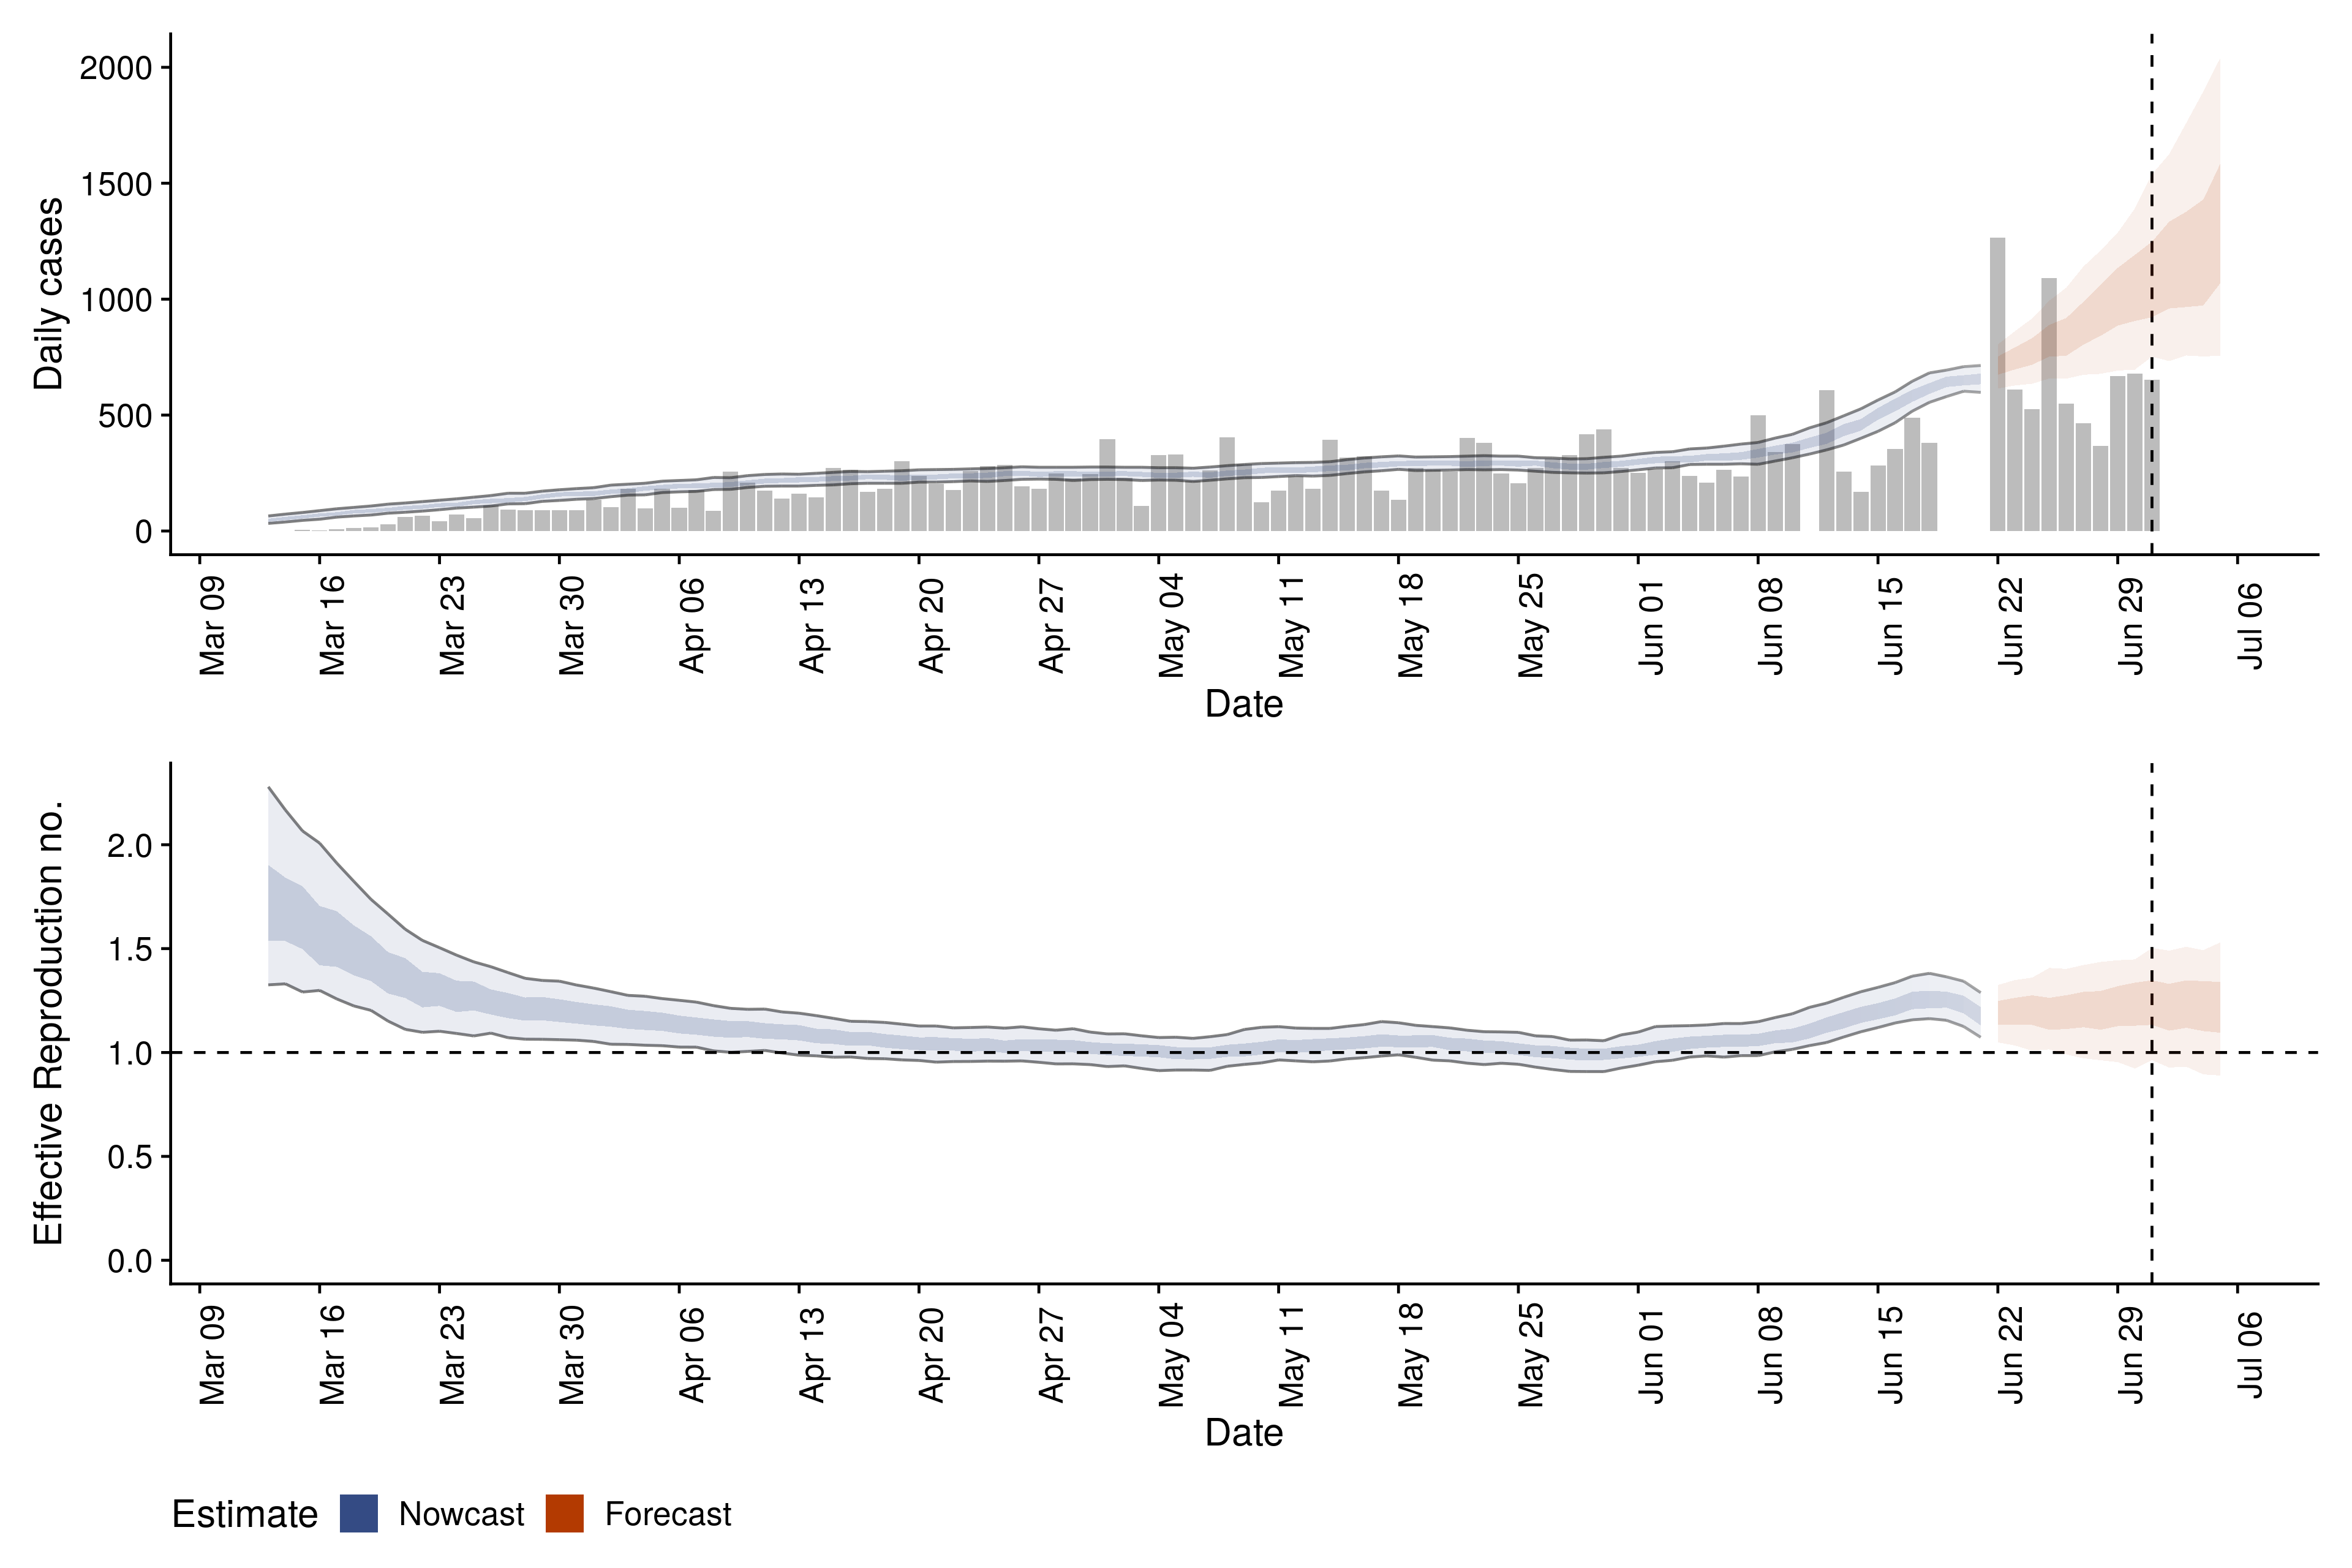 Daily cases
2000
1500
1000
500
0
Mar 09
Mar 16
Mar 23
Mar 30
Apr 06
Apr 13
Apr 20
Apr 27
May 04
May 11
May 18
May 25
Jun 01
Jun 08
Jun 15
Jun 22
Jun 29
Jul 06
Date
Effective Reproduction no.
2.0
1.5
1.0
0.5
0.0
Mar 09
Mar 16
Mar 23
Mar 30
Apr 06
Apr 13
Apr 20
Apr 27
May 04
May 11
May 18
May 25
Jun 01
Jun 08
Jun 15
Jun 22
Jun 29
Jul 06
Date
Estimate Nowcast Forecast